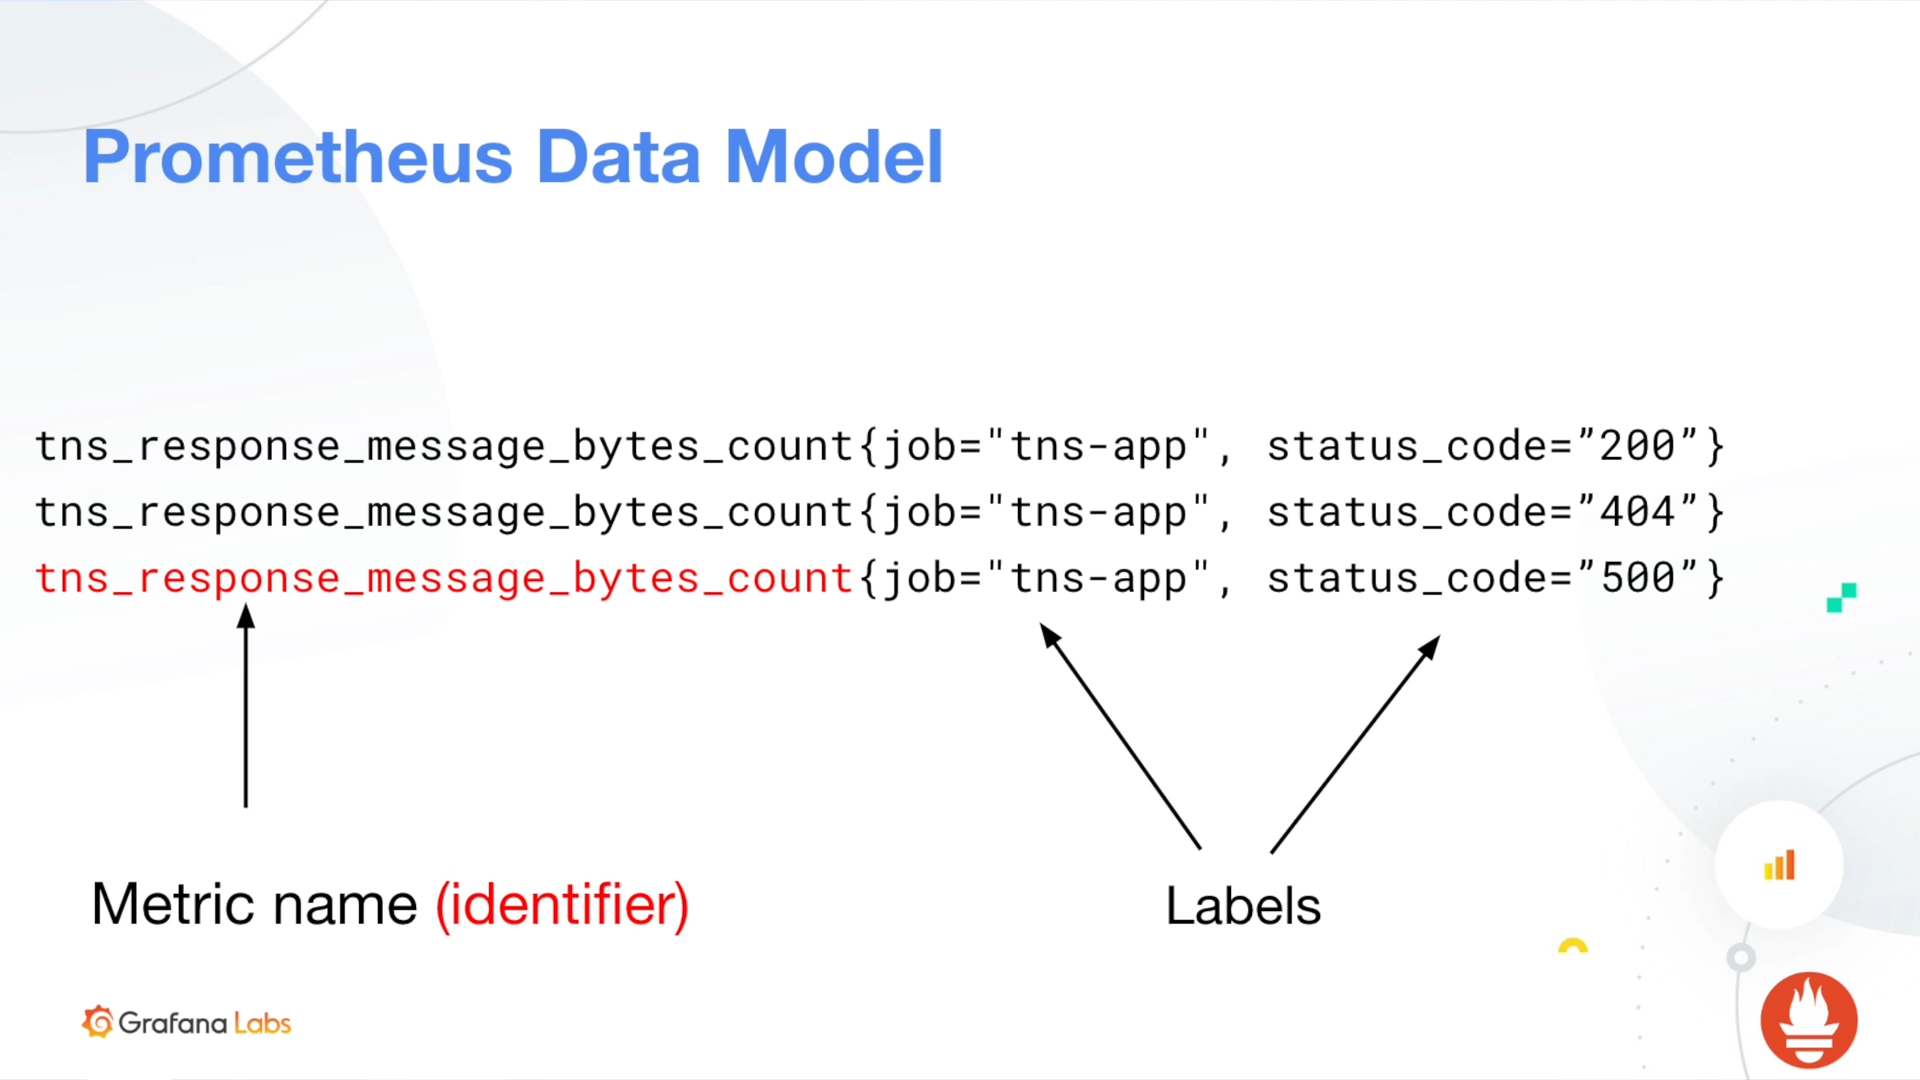 Prometheus Data Model
tns_response_message_bytes_count{job="tns-app", status_code=”200”}
tns_response_message_bytes_count{job="tns-app", status_code=”404”}
tns_response_message_bytes_count{job="tns-app", status_code=”500”}
Metric name (identifier)
Labels
Grafana Labs